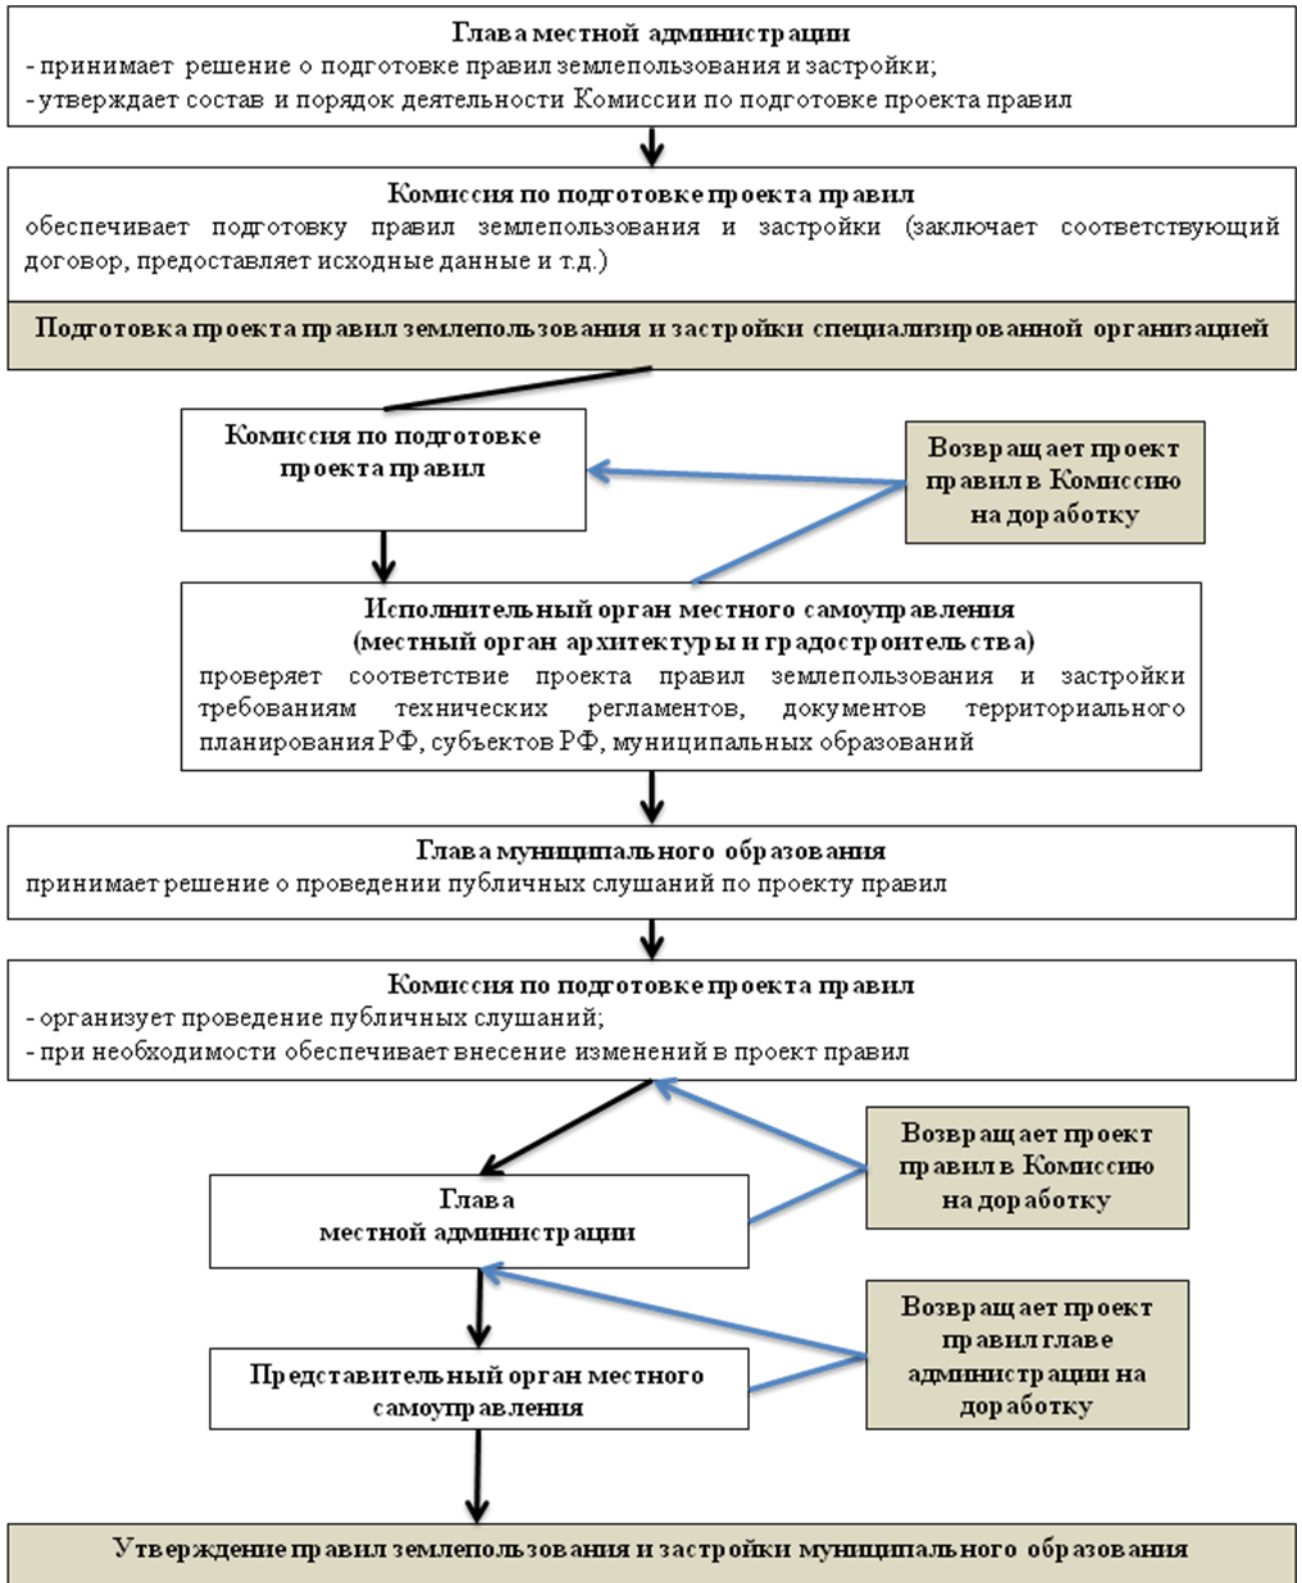 Глава местной администрации
- принимает решение о подготовке правил землепользования и застройки;
- утверждает состав и порядок деятельности Комиссии по подготовке проекта правил
Комиссия по подготовке проекта правил
обеспечивает подготовку правил землепользования и застройки (заключает соответствующий
договор, предоставляет исходные данные и т.д.)
Подготовка проекта правил землепользования и застройки специализированной организацией
Комиссия по подготовке
проекта правил
Возвращает проект
правил в Комиссию
на доработку
Исполнительный орган местного самоуправления
(местный орган архитектуры и градостроительства)
проверяет соответствие проекта правил землепользования и застройки
требованиям технических регламентов, документов территориального
планирования РФ, субъектов РФ, муниципальных образований
Глава муниципального образования
принимает решение о проведении публичных слушаний по проекту правил
Комиссия по подготовке проекта правил
- организует проведение публичных слушаний;
- при необходимости обеспечивает внесение изменений в проект правил
Возвращает проект
правил в Комиссию
на доработку
Глава
местной администрации
Возвращает проект
правил главе
администрации на
доработку
Представительный орган местного
самоуправления
Утверждение правил землепользования и застройки муниципального образования